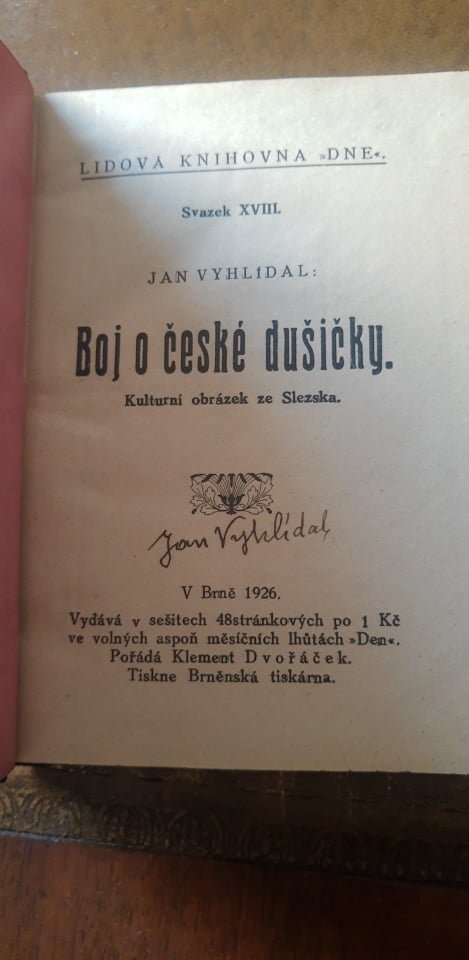 LIDOVÁ KNIHOVNA »DNE«.
Svazek XVIII.
JAN VYHLÍDAL:
Boj o české dušičky.
Kulturní obrázek ze Slezska.
Jan Vyhlídal
V Brně 1926.
Vydává v sešitech 48stránkových po 1 Kč
ve volných aspoň měsíčních lhůtách »Den«.
Pořádá Klement Dvořáček.
Tiskne Brněnská tiskárna.